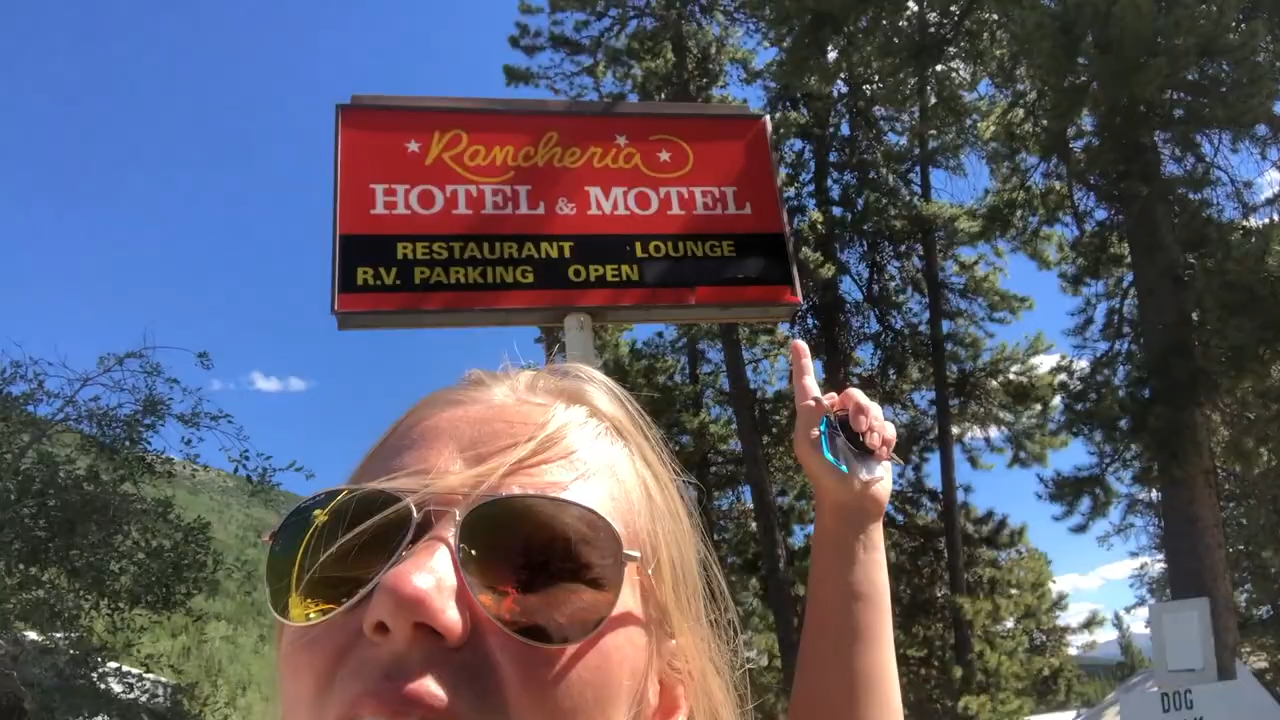 Rancheria
HOTEL & MOTEL
RESTAURANT LOUNGE
R.V. PARKING OPEN
DOG